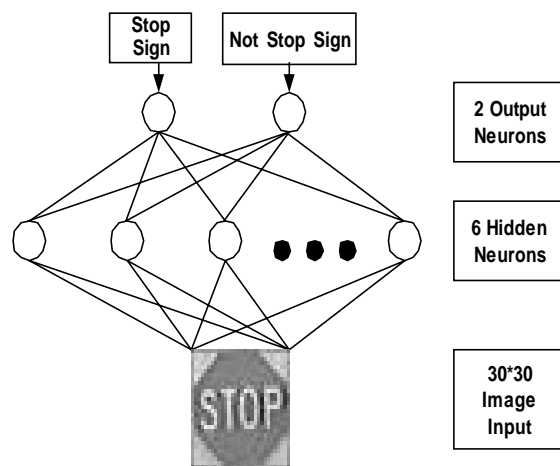 Stop
Sign
Not Stop Sign
2 Output
Neurons
6 Hidden
Neurons
STOP
30*30
Image
Input